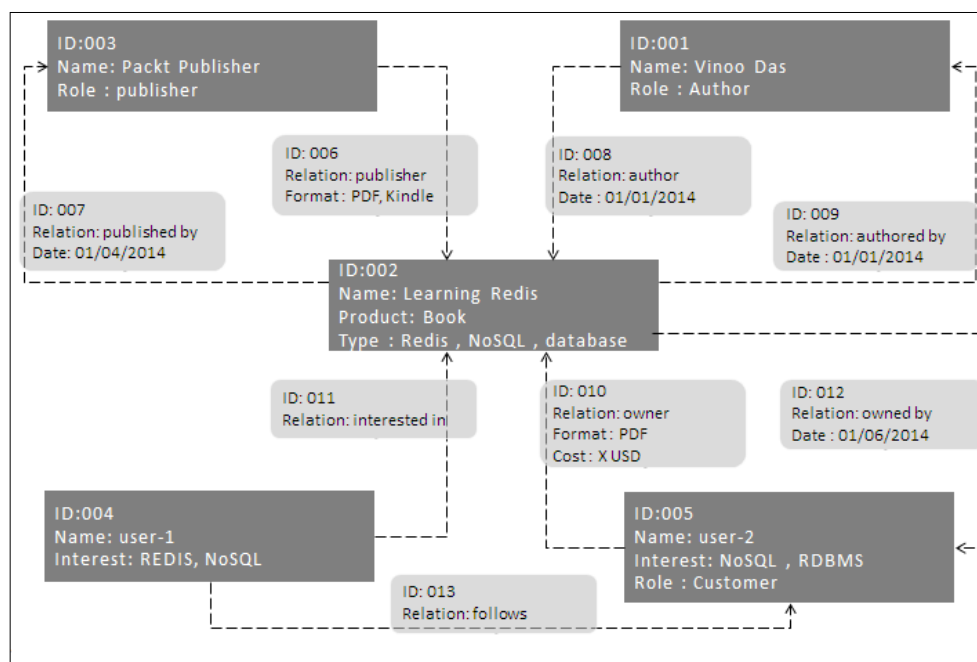 ID:003
Name: Packt Publisher
Role : publisher
ID:001
Name: Vinoo Das
Role : Author
ID: 006
Relation: publisher
Format : PDF, Kindle
ID: 008
Relation: author
Date : 01/01/2014
ID: 007
Relation: published by
Date: 01/04/2014
ID: 009
Relation: authored by
Date : 01/01/2014
ID:002
Name: Learning Redis
Product: Book
Type : Redis , NoSQL , database
ID: 011
Relation: interested in
ID: 010
Relation: owner
Format : PDF
Cost : X USD
ID: 012
Relation: owned by
Date : 01/06/2014
ID:004
Name: user-1
Interest: REDIS, NoSQL
ID:005
Name: user-2
Interest: NoSQL , RDBMS
Role : Customer
ID: 013
Relation: follows